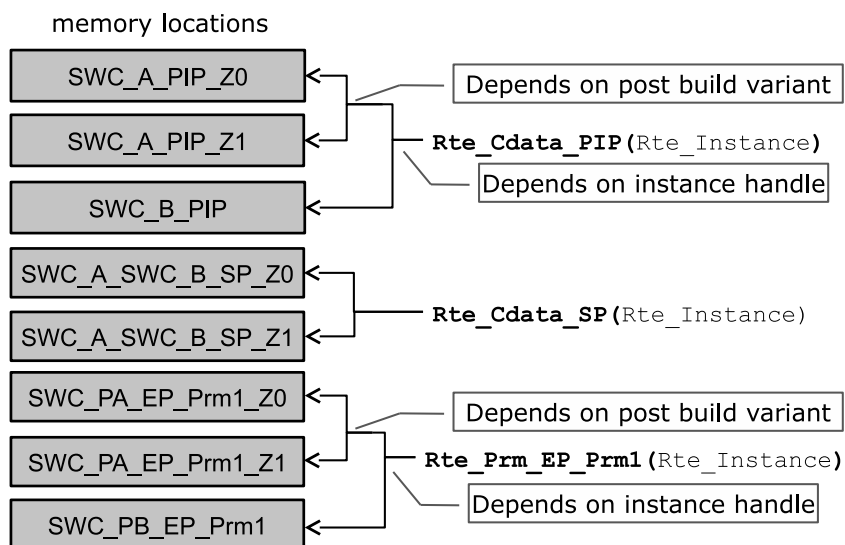 memory locations
SWC_A_PIP_Z0
Depends on post build variant
SWC_A_PIP_Z1
Rte_Cdata_PIP(Rte_Instance)
Depends on instance handle
SWC_B_PIP
SWC_A_SWC_B_SP_Z0
Rte_Cdata_SP(Rte_Instance)
SWC_A_SWC_B_SP_Z1
SWC_PA_EP_Prm1_Z0
Depends on post build variant
SWC_PA_EP_Prm1_Z1
Rte_Prm_EP_Prm1(Rte_Instance)
Depends on instance handle
SWC_PB_EP_Prm1